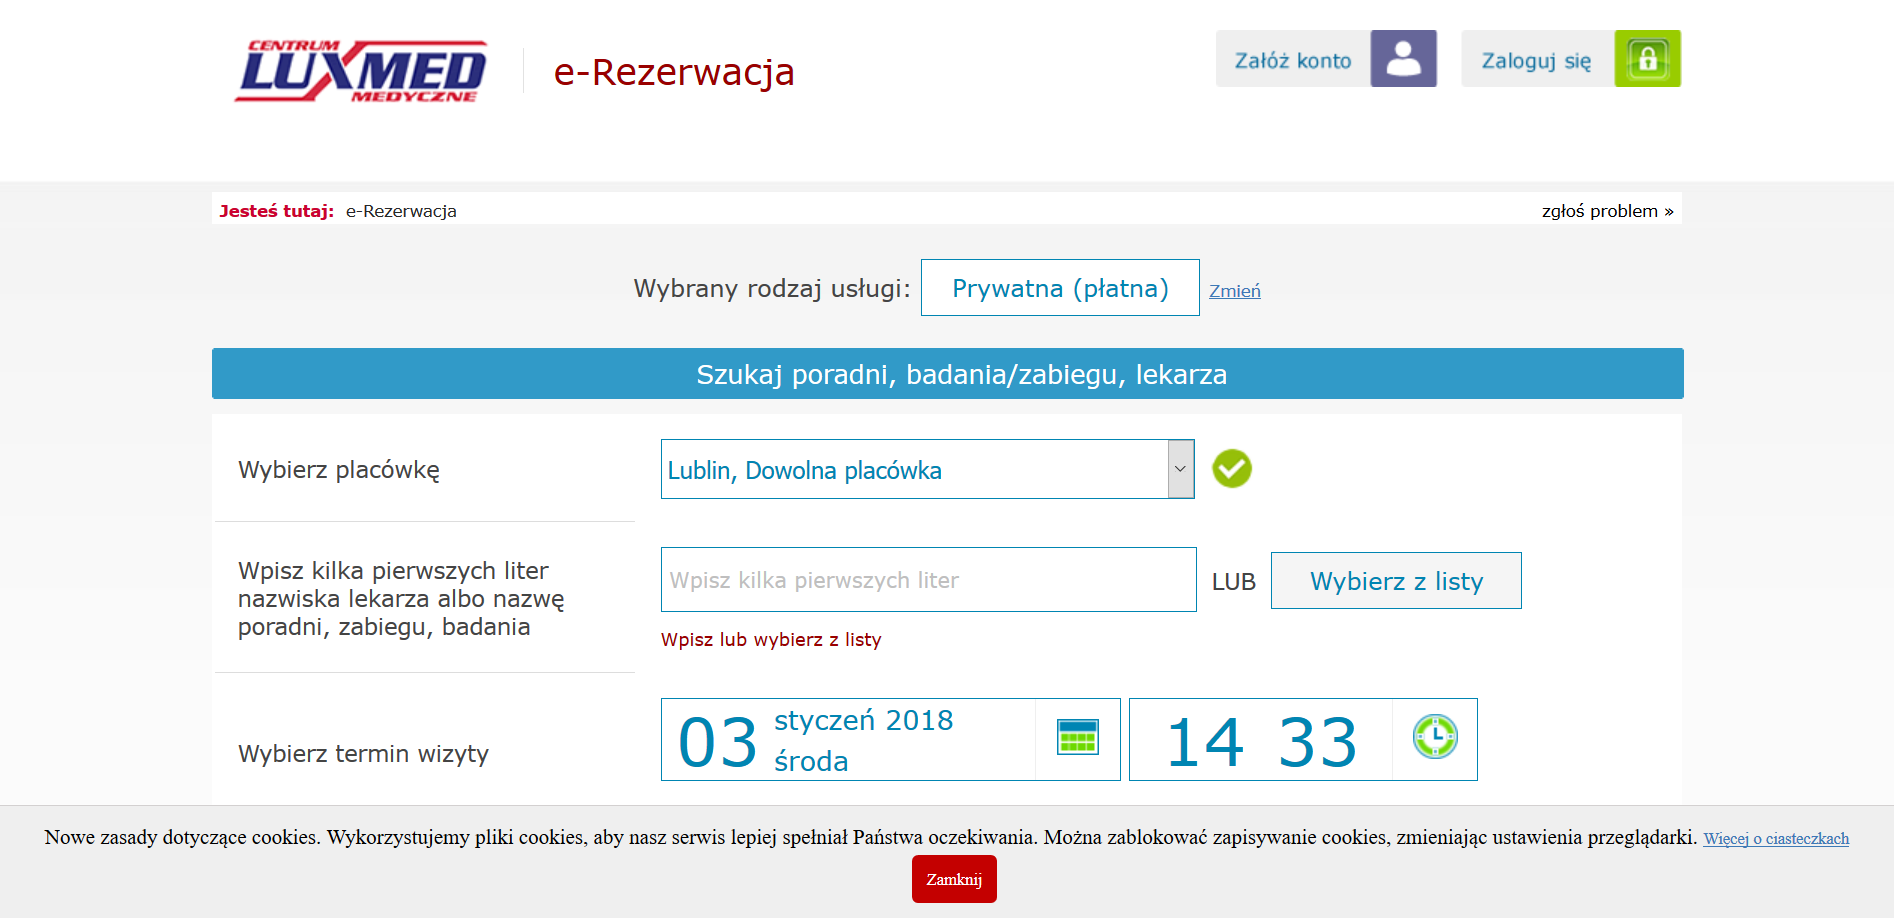 CENTRUM
LUXMED
MEDYCZNE
e-Rezerwacja
Załóż konto
Zaloguj się
Jesteś tutaj: e-Rezerwacja
zgłoś problem »
Wybrany rodzaj usługi: Prywatna (płatna) Zmień
Szukaj poradni, badania/zabiegu, lekarza
Wybierz placówkę
Lublin, Dowolna placówka
Wpisz kilka pierwszych liter
nazwiska lekarza albo nazwę
poradni, zabiegu, badania
Wpisz kilka pierwszych liter
LUB
Wybierz z listy
Wpisz lub wybierz z listy
Wybierz termin wizyty
03
styczeń 2018
środa
14 33
Nowe zasady dotyczące cookies. Wykorzystujemy pliki cookies, aby nasz serwis lepiej spełniał Państwa oczekiwania. Można zablokować zapisywanie cookies, zmieniając ustawienia przeglądarki. Więcej o ciasteczkach
Zamknij